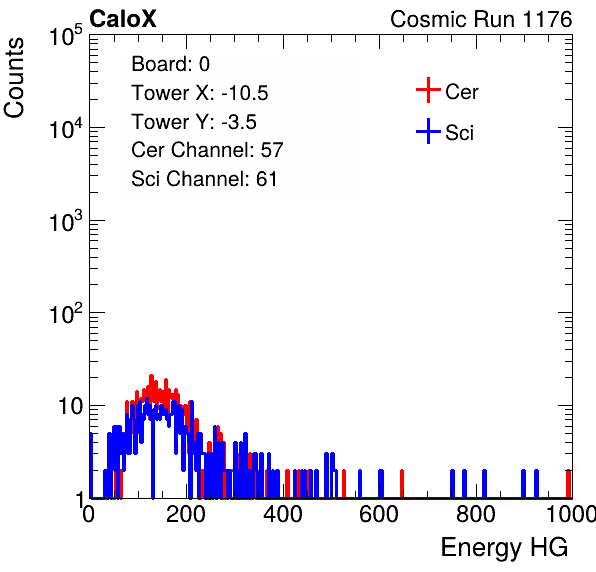 CaloX Cosmic Run 1176
Counts
10^5
10^4
10^3
10^2
10
1
Board: 0
Tower X: -10.5
Tower Y: -3.5
Cer Channel: 57
Sci Channel: 61
Cer
Sci
0 200 400 600 800 1000
Energy HG